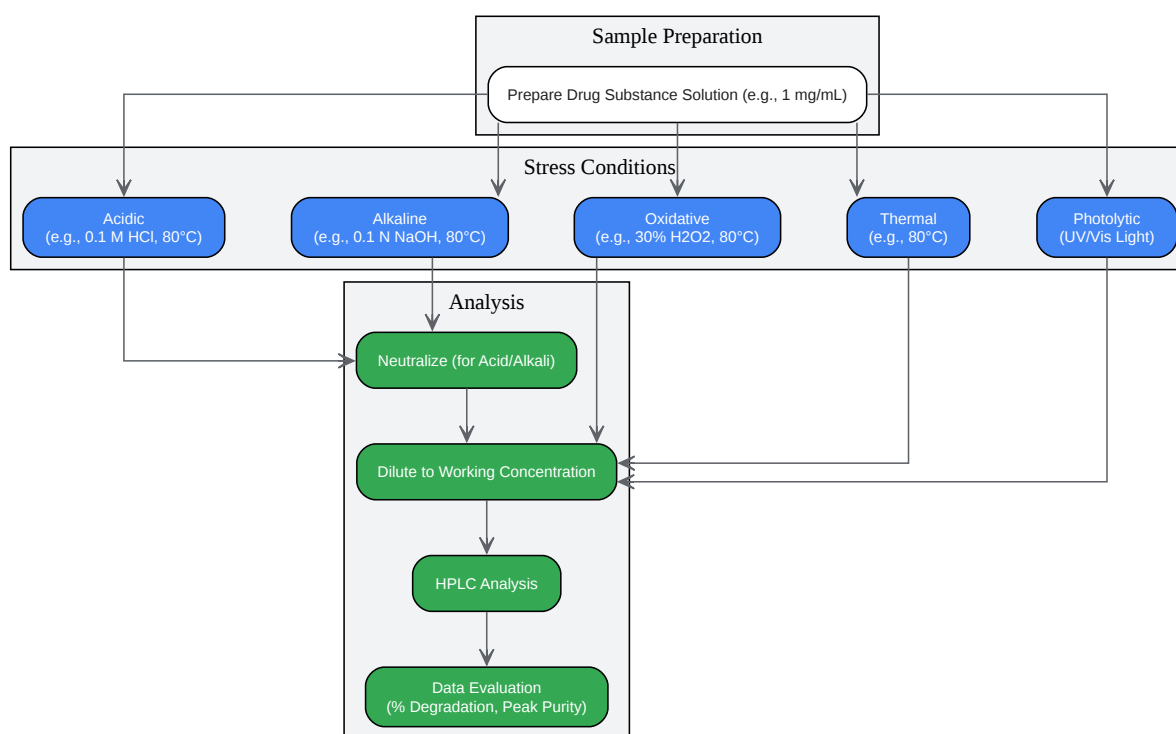 Sample Preparation
Prepare Drug Substance Solution (e.g., 1 mg/mL)
Stress Conditions
Acidic
(e.g., 0.1 M HCl, 80°C)
Alkaline
(e.g., 0.1 N NaOH, 80°C)
Oxidative
(e.g., 30% H2O2, 80°C)
Thermal
(e.g., 80°C)
Photolytic
(UV/Vis Light)
Analysis
Neutralize (for Acid/Alkali)
Dilute to Working Concentration
HPLC Analysis
Data Evaluation
(% Degradation, Peak Purity)